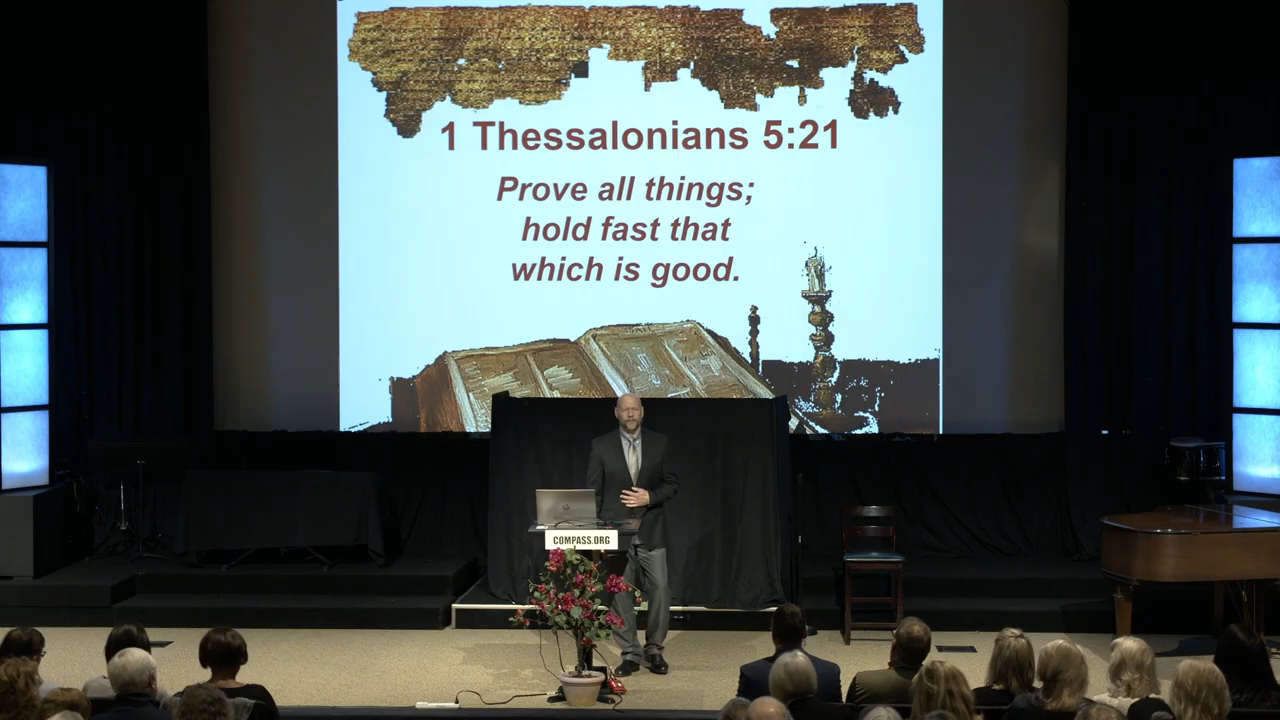 1 Thessalonians 5:21
Prove all things;
hold fast that
which is good.
COMPASS.ORG